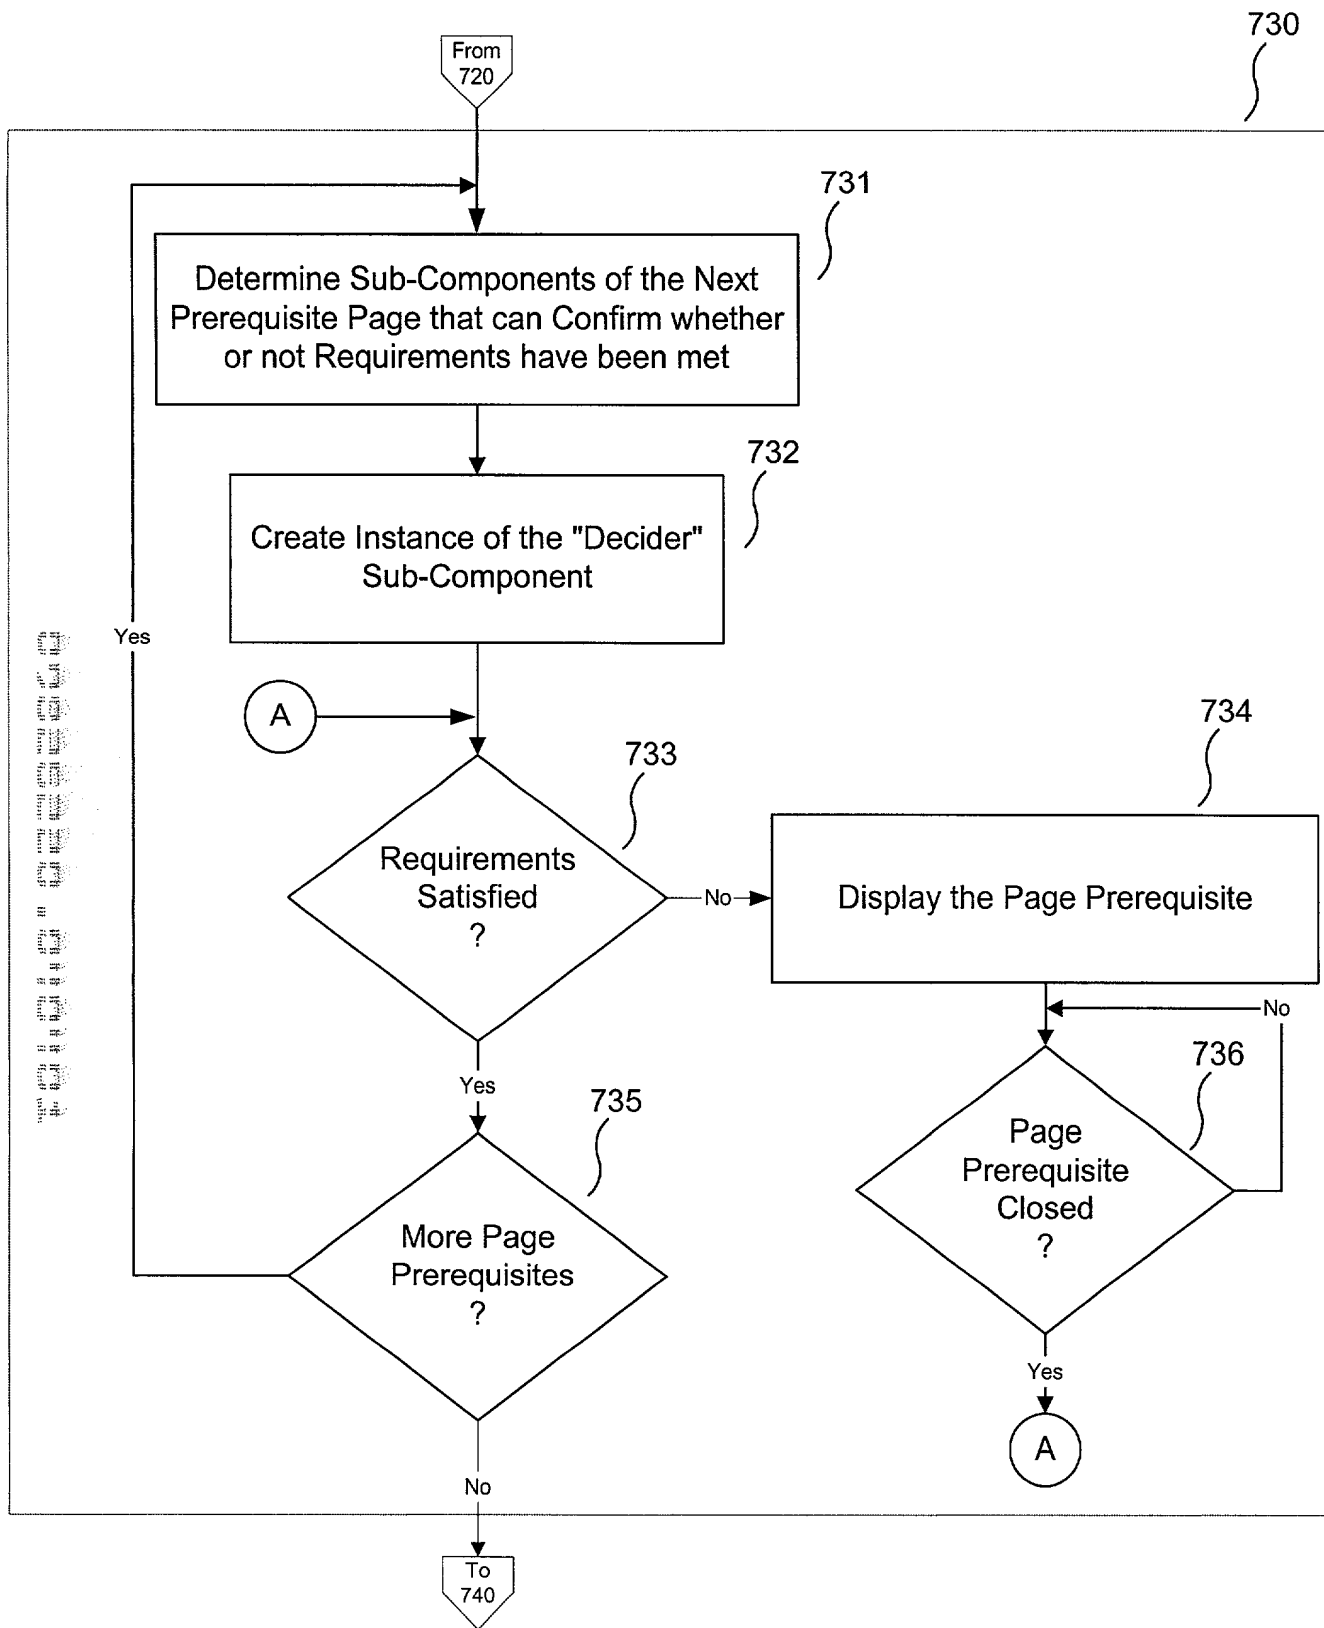 730
From
720
731
Determine Sub-Components of the Next
Prerequisite Page that can Confirm whether
or not Requirements have been met
732
Create Instance of the "Decider"
Sub-Component
Yes
A
733
734
Requirements
Satisfied
?
No
Display the Page Prerequisite
No
Yes
735
736
Page
Prerequisite
Closed
?
More Page
Prerequisites
?
Yes
A
No
To
740